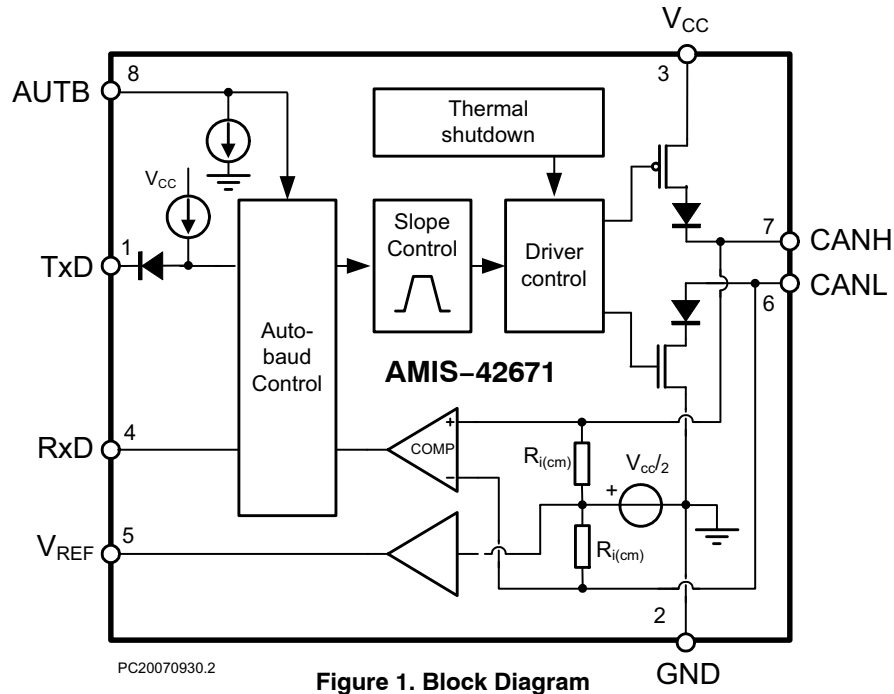 V_CC
3
8
AUTB
Thermal
shutdown
V_CC
1
TxD
Slope
Control
Driver
control
7
CANH
CANL
6
Auto-
baud
Control
AMIS−42671
4
RxD
+
COMP
−
R_i(cm)
V_cc/2
+
5
V_REF
R_i(cm)
2
PC20070930.2
GND
Figure 1. Block Diagram